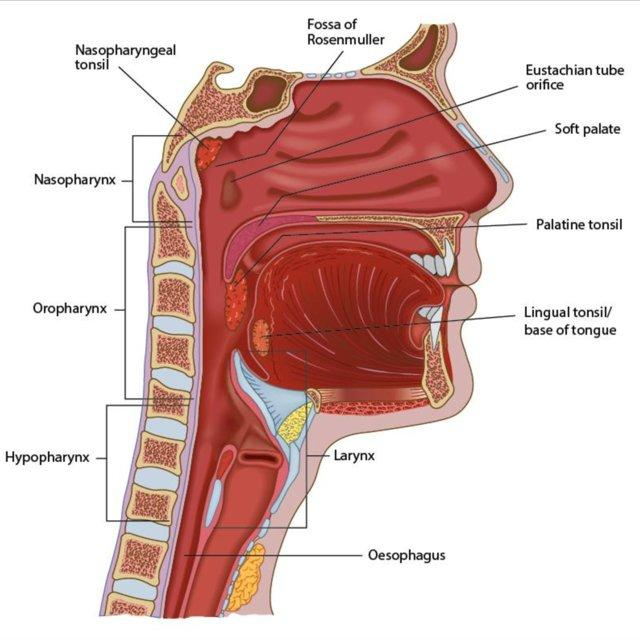 Fossa of
Rosenmuller
Nasopharyngeal
tonsil
Eustachian tube
orifice
Soft palate
Nasopharynx
Palatine tonsil
Oropharynx
Lingual tonsil/
base of tongue
Hypopharynx
Larynx
Oesophagus